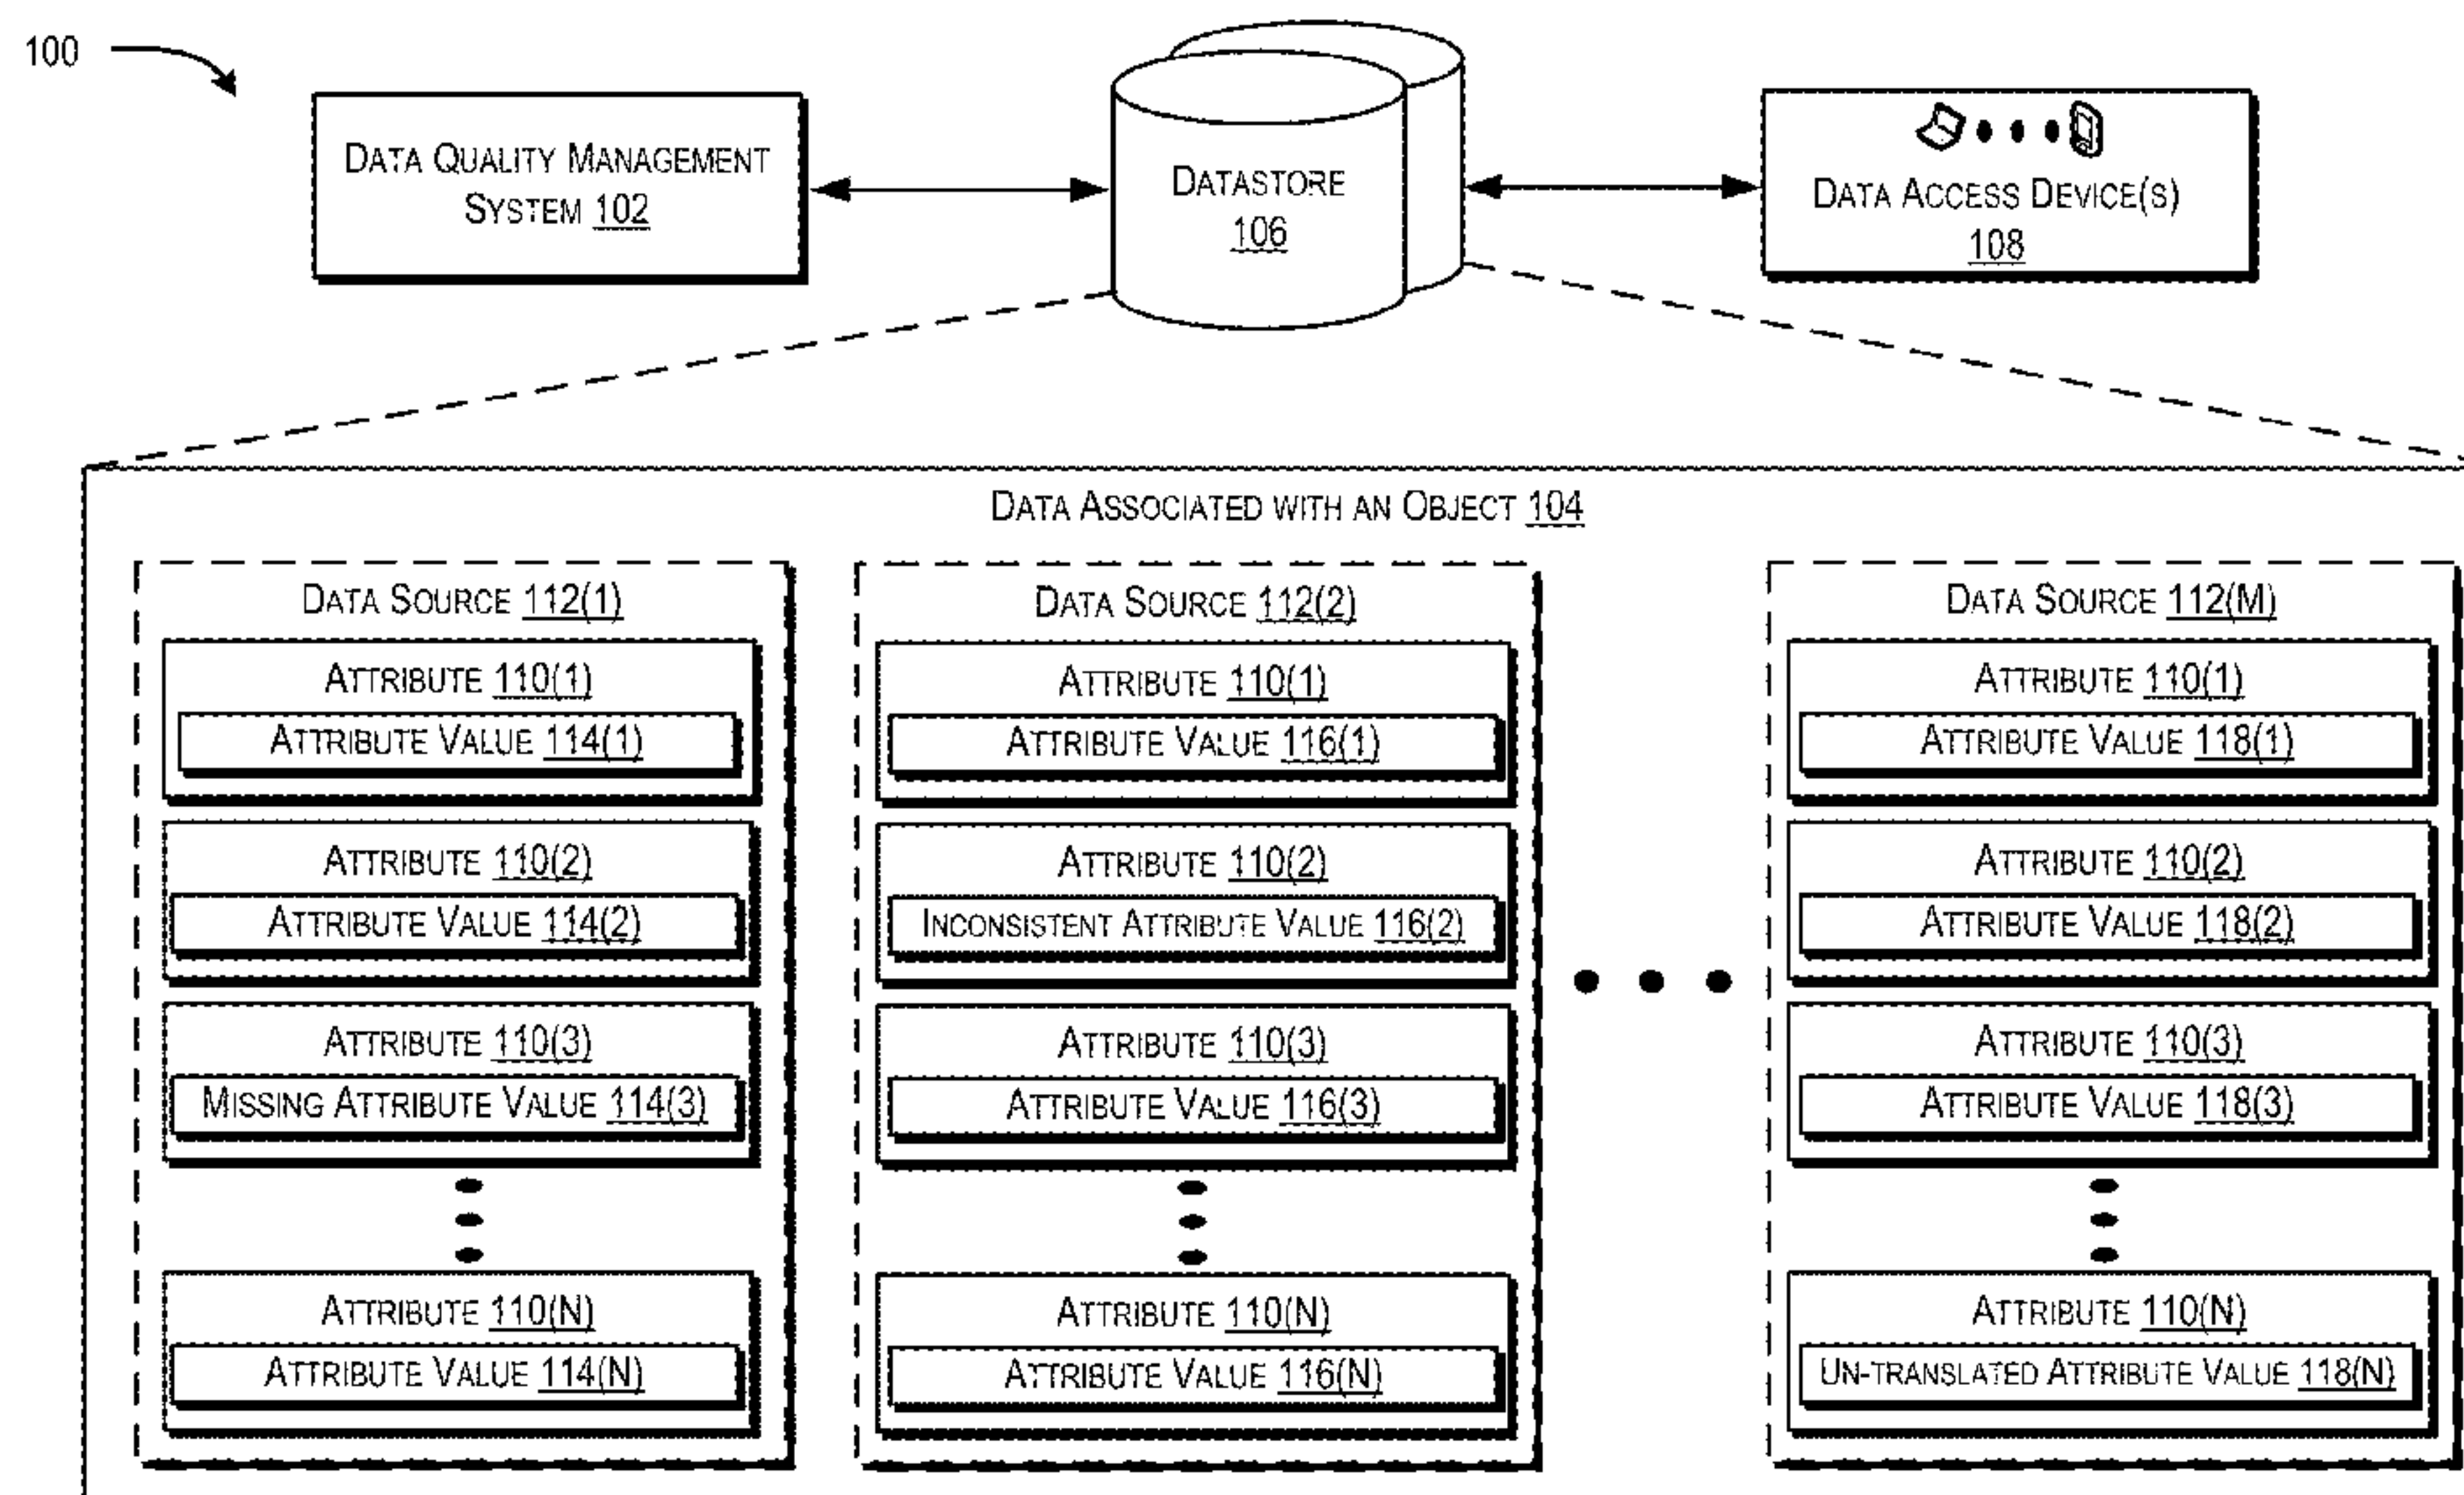 100
DATA QUALITY MANAGEMENT
SYSTEM 102
DATASTORE
106
DATA ACCESS DEVICE(S)
108
DATA ASSOCIATED WITH AN OBJECT 104
DATA SOURCE 112(1)
ATTRIBUTE 110(1)
ATTRIBUTE VALUE 114(1)
ATTRIBUTE 110(2)
ATTRIBUTE VALUE 114(2)
ATTRIBUTE 110(3)
MISSING ATTRIBUTE VALUE 114(3)
ATTRIBUTE 110(N)
ATTRIBUTE VALUE 114(N)
DATA SOURCE 112(2)
ATTRIBUTE 110(1)
ATTRIBUTE VALUE 116(1)
ATTRIBUTE 110(2)
INCONSISTENT ATTRIBUTE VALUE 116(2)
ATTRIBUTE 110(3)
ATTRIBUTE VALUE 116(3)
ATTRIBUTE 110(N)
ATTRIBUTE VALUE 116(N)
DATA SOURCE 112(M)
ATTRIBUTE 110(1)
ATTRIBUTE VALUE 118(1)
ATTRIBUTE 110(2)
ATTRIBUTE VALUE 118(2)
ATTRIBUTE 110(3)
ATTRIBUTE VALUE 118(3)
ATTRIBUTE 110(N)
UN-TRANSLATED ATTRIBUTE VALUE 118(N)